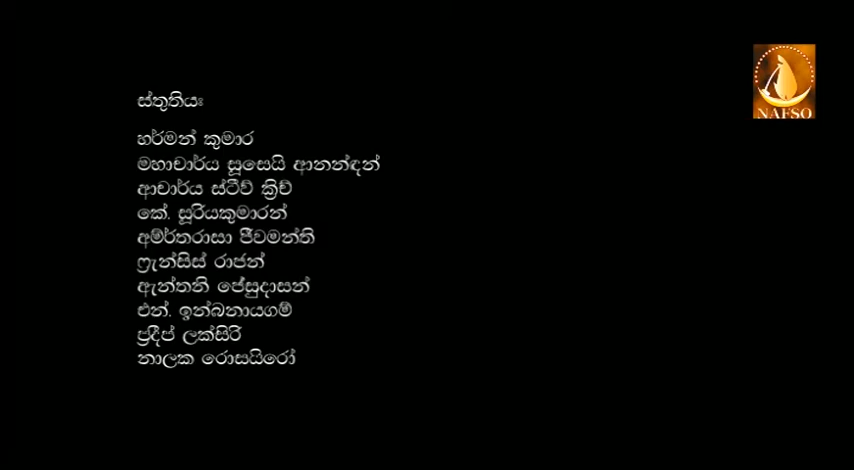 ස්තුතියඃ
හර්මන් කුමාර
මහාචාර්ය සූසෙයි ආනන්දන්
ආචාර්ය ස්ටීව් ක්‍රිච්
කේ. සූරියකුමාරන්
අම්ර්තරාසා ජීවමන්ති
ෆ්‍රැන්සිස් රාජන්
ඇන්තනි ජේසුදාසන්
එන්. ඉන්බනායගම්
ප්‍රදීප් ලක්සිරි
නාලක රොසයිරෝ
NAFSO